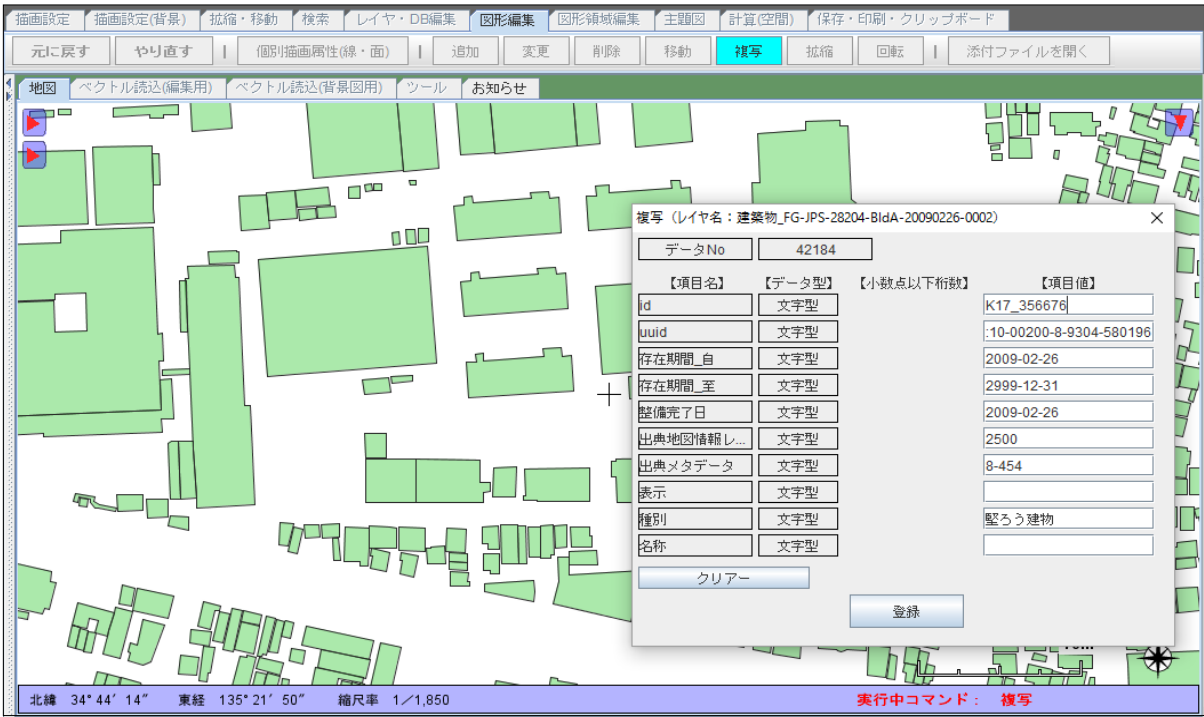 描画設定 描画設定(背景) 拡縮・移動 検索 レイヤ・DB編集 図形編集 図形領域編集 主題図 計算(空間) 保存・印刷・クリップボード
元に戻す やり直す | 個別描画属性(線・面) | 追加 変更 削除 移動 複写 拡縮 回転 | 添付ファイルを開く
地図 ベクトル読込(編集用) ベクトル読込(背景図用) ツール お知らせ
複写（レイヤ名：建築物_FG-JPS-28204-BldA-20090226-0002） ×
データNo 42184
【項目名】 【データ型】 【小数点以下桁数】 【項目値】
id 文字型 K17_356676
uuid 文字型 :10-00200-8-9304-580196
存在期間_自 文字型 2009-02-26
存在期間_至 文字型 2999-12-31
整備完了日 文字型 2009-02-26
出典地図情報レ... 文字型 2500
出典メタデータ 文字型 8-454
表示 文字型
種別 文字型 堅ろう建物
名称 文字型
クリアー
登録
北緯 34°44′14″ 東経 135°21′50″ 縮尺率 1／1,850 実行中コマンド： 複写